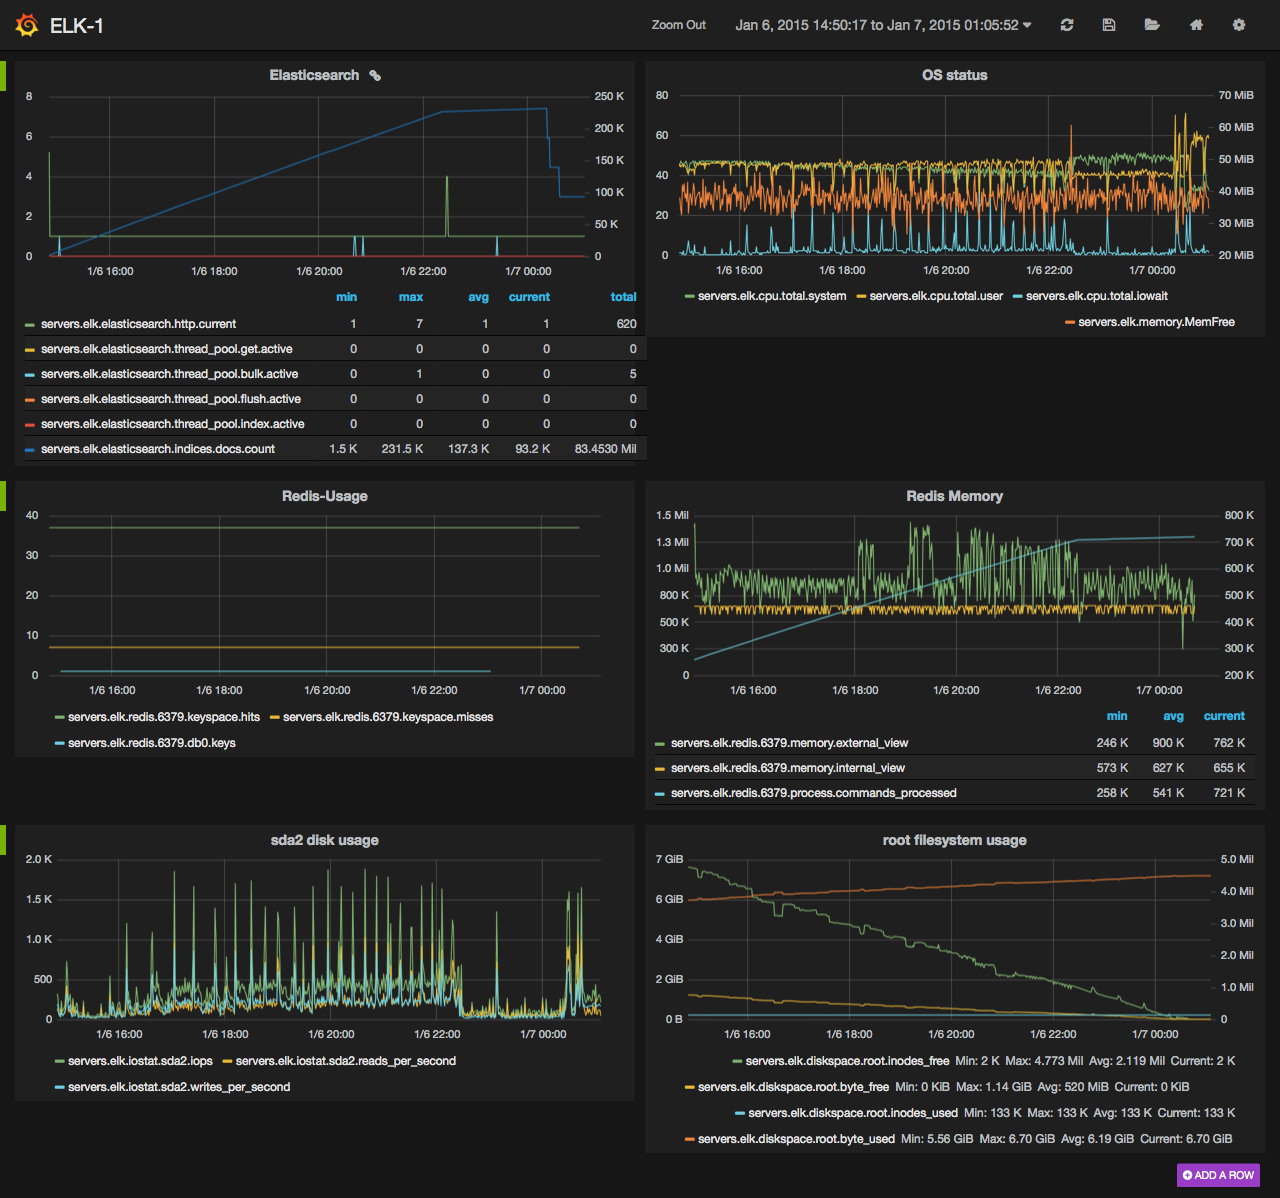 ELK-1
Zoom Out Jan 6, 2015 14:50:17 to Jan 7, 2015 01:05:52
Elasticsearch
8 250 K
200 K
6
150 K
4
100 K
2
50 K
0 0
1/6 16:00 1/6 18:00 1/6 20:00 1/6 22:00 1/7 00:00
min max avg current total
servers.elk.elasticsearch.http.current 1 7 1 1 620
servers.elk.elasticsearch.thread_pool.get.active 0 0 0 0 0
servers.elk.elasticsearch.thread_pool.bulk.active 0 1 0 0 5
servers.elk.elasticsearch.thread_pool.flush.active 0 0 0 0 0
servers.elk.elasticsearch.thread_pool.index.active 0 0 0 0 0
servers.elk.elasticsearch.indices.docs.count 1.5 K 231.5 K 137.3 K 93.2 K 83.4530 Mil
OS status
80 70 MiB
60 60 MiB
50 MiB
40 40 MiB
20 30 MiB
0 20 MiB
1/6 16:00 1/6 18:00 1/6 20:00 1/6 22:00 1/7 00:00
servers.elk.cpu.total.system servers.elk.cpu.total.user servers.elk.cpu.total.iowait
servers.elk.memory.MemFree
Redis-Usage
40
30
20
10
0
1/6 16:00 1/6 18:00 1/6 20:00 1/6 22:00 1/7 00:00
servers.elk.redis.6379.keyspace.hits servers.elk.redis.6379.keyspace.misses
servers.elk.redis.6379.db0.keys
Redis Memory
1.5 Mil 800 K
1.3 Mil 700 K
1.0 Mil 600 K
800 K 500 K
500 K 400 K
300 K 300 K
0 200 K
1/6 16:00 1/6 18:00 1/6 20:00 1/6 22:00 1/7 00:00
min avg current
servers.elk.redis.6379.memory.external_view 246 K 900 K 762 K
servers.elk.redis.6379.memory.internal_view 573 K 627 K 655 K
servers.elk.redis.6379.process.commands_processed 258 K 541 K 721 K
sda2 disk usage
2.0 K
1.5 K
1.0 K
500
0
1/6 16:00 1/6 18:00 1/6 20:00 1/6 22:00 1/7 00:00
servers.elk.iostat.sda2.iops servers.elk.iostat.sda2.reads_per_second
servers.elk.iostat.sda2.writes_per_second
root filesystem usage
7 GiB 5.0 Mil
6 GiB 4.0 Mil
3.0 Mil
4 GiB
2.0 Mil
2 GiB
1.0 Mil
0 B 0
1/6 16:00 1/6 18:00 1/6 20:00 1/6 22:00 1/7 00:00
servers.elk.diskspace.root.inodes_free Min: 2 K Max: 4.773 Mil Avg: 2.119 Mil Current: 2 K
servers.elk.diskspace.root.byte_free Min: 0 KiB Max: 1.14 GiB Avg: 520 MiB Current: 0 KiB
servers.elk.diskspace.root.inodes_used Min: 133 K Max: 133 K Avg: 133 K Current: 133 K
servers.elk.diskspace.root.byte_used Min: 5.56 GiB Max: 6.70 GiB Avg: 6.19 GiB Current: 6.70 GiB
ADD A ROW